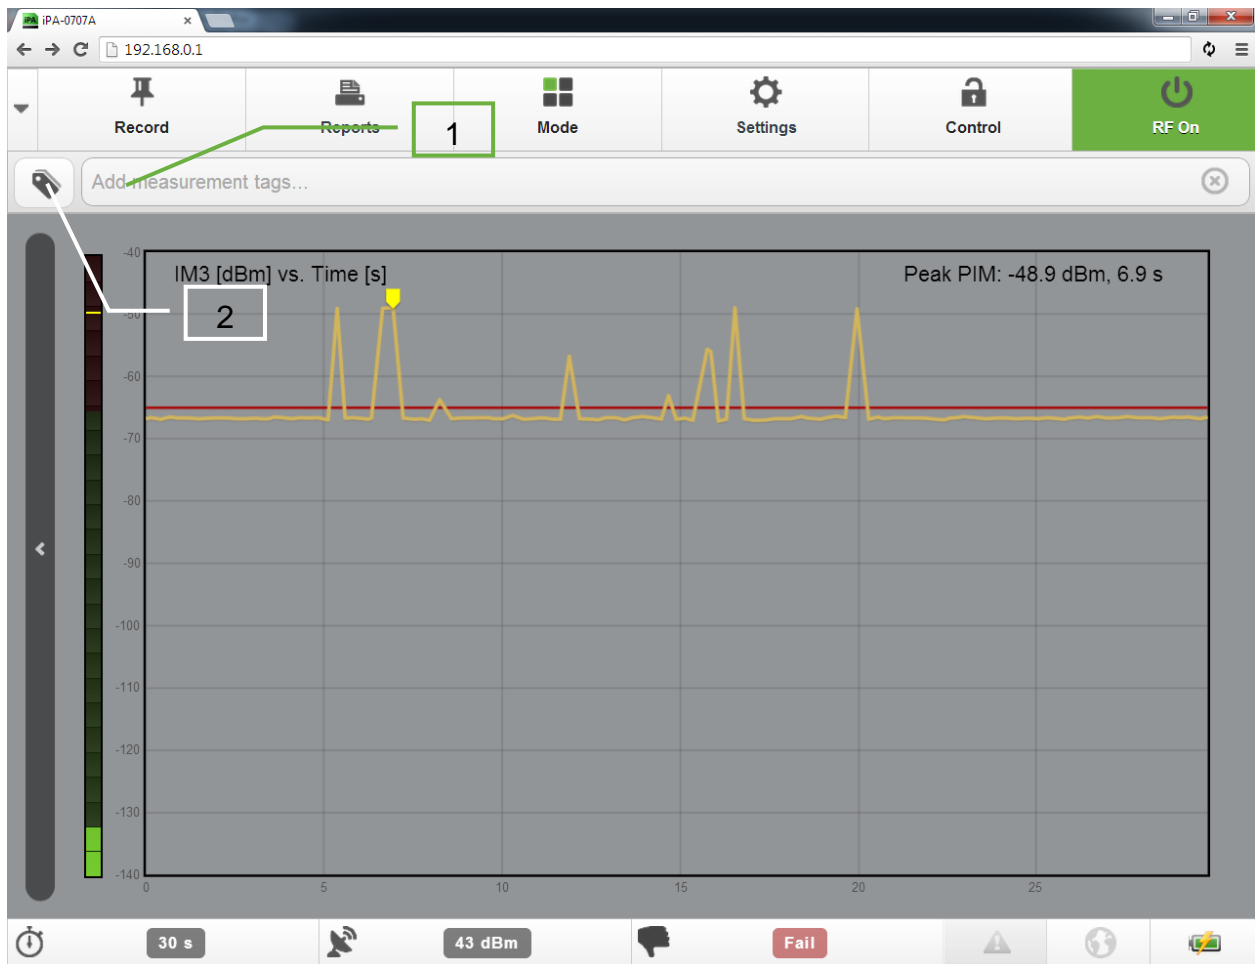 iPA iPA-0707A
192.168.0.1
Record Reports Mode Settings Control RF On
1
Add measurement tags...
IM3 [dBm] vs. Time [s] Peak PIM: -48.9 dBm, 6.9 s
2
-40
-50
-60
-70
-80
-90
-100
-110
-120
-130
-140
0 5 10 15 20 25
30 s 43 dBm Fail